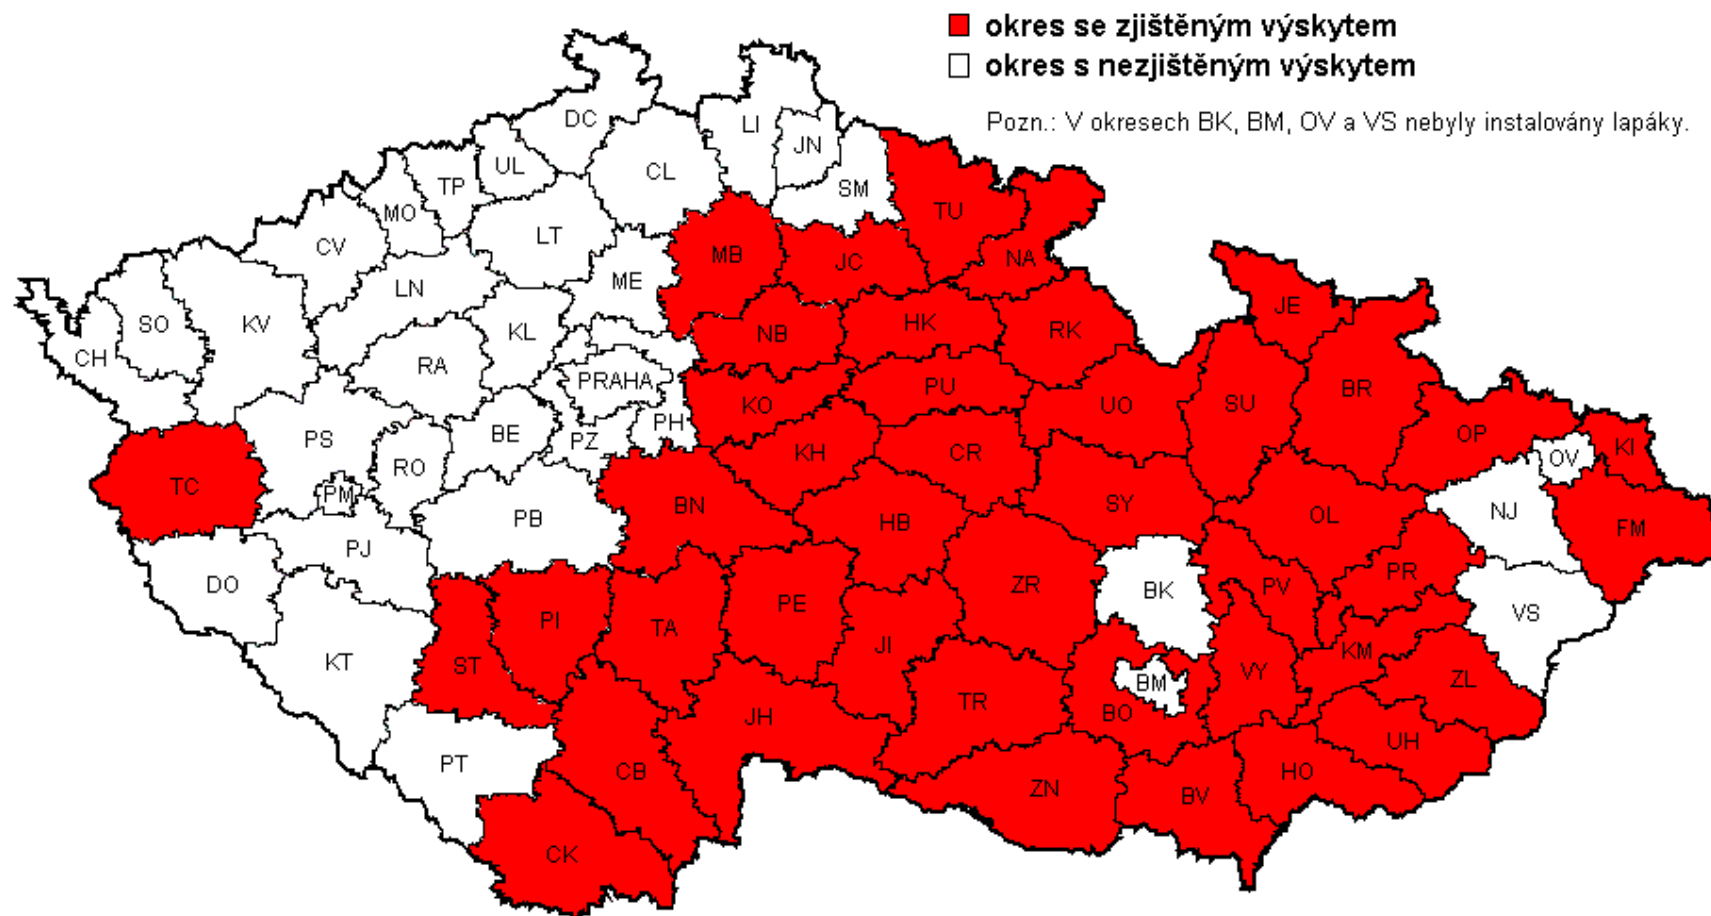 okres se zjištěným výskytem
okres s nezjištěným výskytem
Pozn.: V okresech BK, BM, OV a VS nebyly instalovány lapáky.
DC
LI
JN
UL
CL
TP
SM
MO
TU
CV
LT
MB
JC
NA
ME
LN
SO
KV
KL
NB
HK
RK
JE
CH
RA
PRAHA
KO
PU
UO
SU
BR
PS
BE
PZ
PH
KH
CR
OP
KI
OV
TC
RO
PM
PB
BN
HB
SY
OL
NJ
FM
PJ
DO
PI
TA
PE
ZR
BK
PV
PR
VS
KT
ST
JI
BM
VY
KM
ZL
JH
TR
BO
UH
PT
CB
ZN
BV
HO
CK